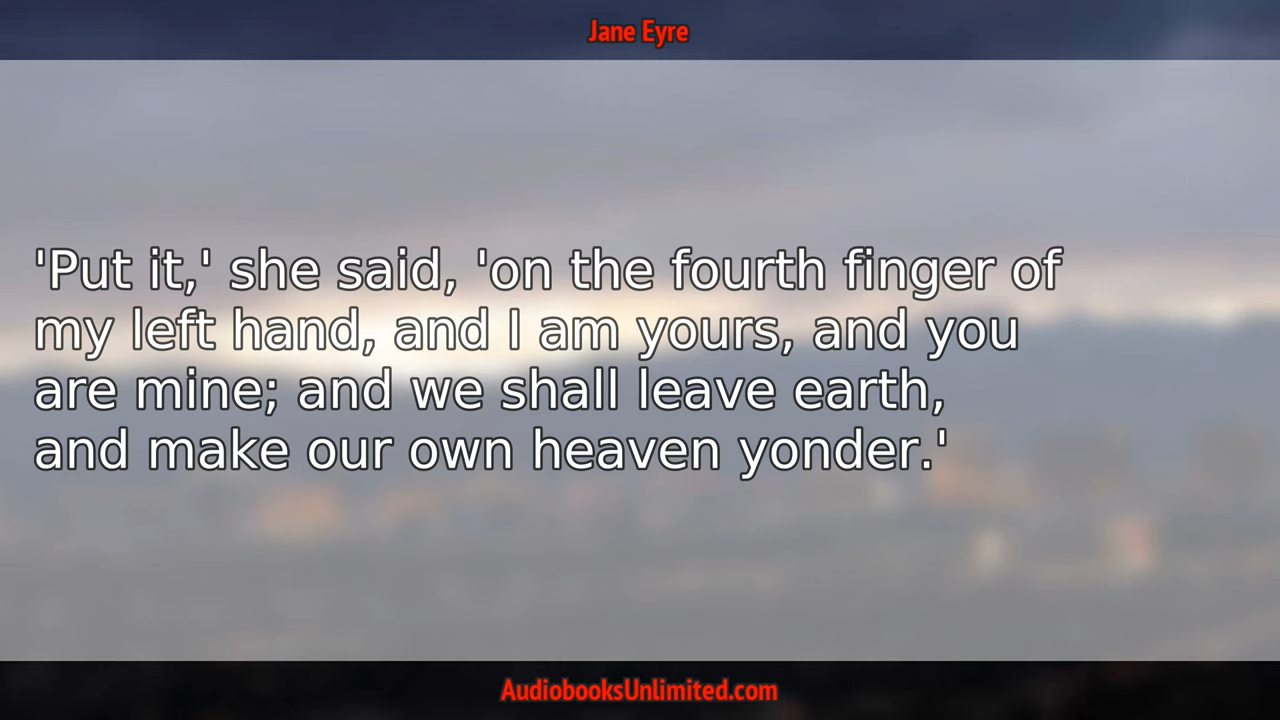 Jane Eyre
'Put it,' she said, 'on the fourth finger of
my left hand, and I am yours, and you
are mine; and we shall leave earth,
and make our own heaven yonder.'
AudiobooksUnlimited.com